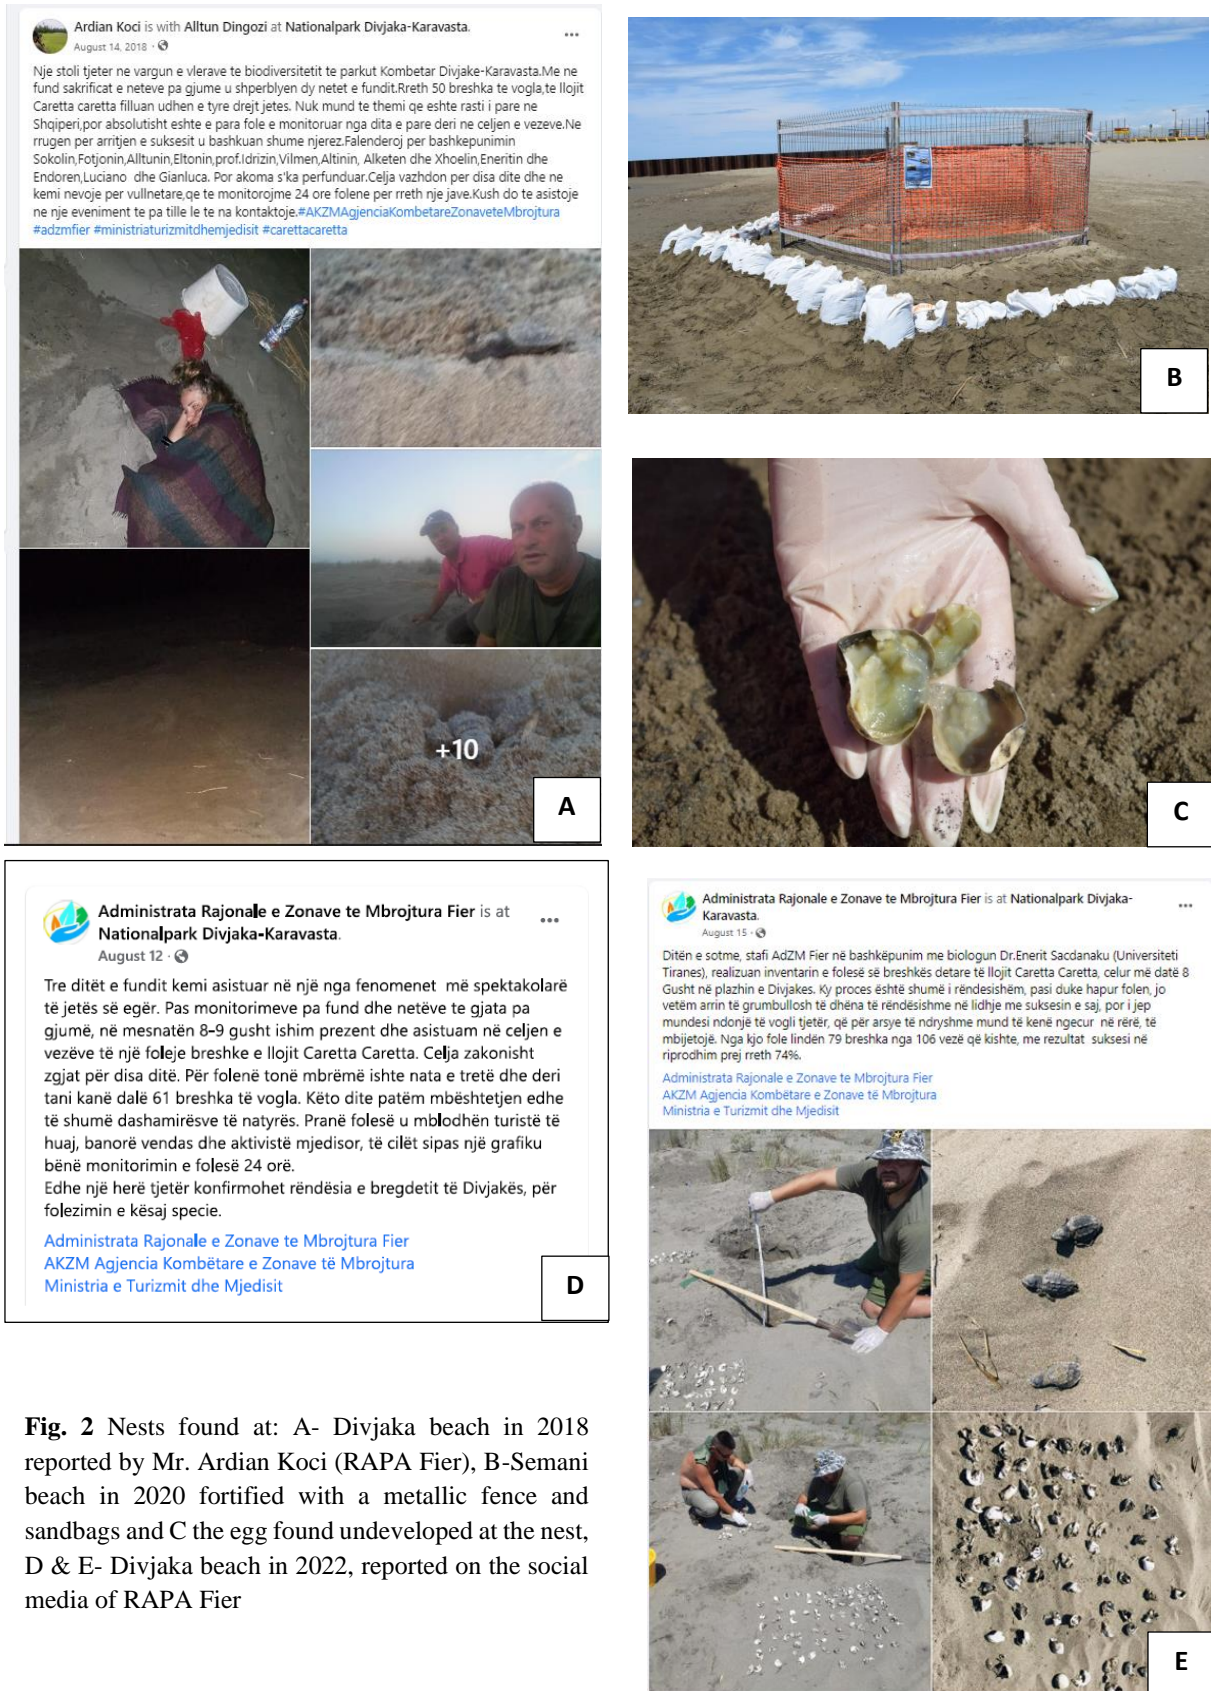 Ardian Koci is with Alltun Dingozi at Nationalpark Divjaka-Karavasta.
August 14, 2018 ·
Nje stoli tjeter ne vargun e vlerave te biodiversitetit te parkut Kombetar Divjake-Karavasta.Me ne
fund sakrificat e neteve pa gjume u shperblyen dy netet e fundit.Rreth 50 breshka te vogla,te llojit
Caretta caretta filluan udhen e tyre drejt jetes. Nuk mund te themi qe eshte rasti i pare ne
Shqiperi,por absolutisht eshte e para fole e monitoruar nga dita e pare deri ne celjen e vezeve.Ne
rrugen per arritjen e suksesit u bashkuan shume njerez.Falenderoj per bashkepunimin
Sokolin,Fotjonin,Alltunin,Eltonin,prof.Idrizin,Vilmen,Altinin, Alketen dhe Xhoelin,Eneritin dhe
Endoren,Luciano dhe Gianluca. Por akoma s'ka perfunduar.Celja vazhdon per disa dite dhe ne
kemi nevoje per vullnetare,qe te monitorojme 24 ore folene per rreth nje jave.Kush do te asistoje
ne nje eveniment te pa tille le te na kontaktoje.#AKZMAgjenciaKombetareZonaveteMbrojtura
#adzmfier #ministriaturizmitdhemjedisit #carettacaretta
+10
A
B
C
Administrata Rajonale e Zonave te Mbrojtura Fier is at
Nationalpark Divjaka-Karavasta.
August 12 ·
Tre ditët e fundit kemi asistuar në një nga fenomenet më spektakolarë
të jetës së egër. Pas monitorimeve pa fund dhe netëve te gjata pa
gjumë, në mesnatën 8-9 gusht ishim prezent dhe asistuam në celjen e
vezëve të një foleje breshke e llojit Caretta Caretta. Celja zakonisht
zgjat për disa ditë. Për folenë tonë mbrëmë ishte nata e tretë dhe deri
tani kanë dalë 61 breshka të vogla. Këto dite patëm mbështetjen edhe
të shumë dashamirësve të natyrës. Pranë folesë u mblodhën turistë të
huaj, banorë vendas dhe aktivistë mjedisor, të cilët sipas një grafiku
bënë monitorimin e folesë 24 orë.
Edhe një herë tjetër konfirmohet rëndësia e bregdetit të Divjakës, për
folezimin e kësaj specie.
Administrata Rajonale e Zonave te Mbrojtura Fier
AKZM Agjencia Kombëtare e Zonave të Mbrojtura
Ministria e Turizmit dhe Mjedisit
D
Administrata Rajonale e Zonave te Mbrojtura Fier is at Nationalpark Divjaka-
Karavasta.
August 15 ·
Ditën e sotme, stafi AdZM Fier në bashkëpunim me biologun Dr.Enerit Sacdanaku (Universiteti
Tiranes), realizuan inventarin e folesë së breshkës detare të llojit Caretta Caretta, celur më datë 8
Gusht në plazhin e Divjakes. Ky proces është shumë i rëndesishëm, pasi duke hapur folen, jo
vetëm arrin të grumbullosh të dhëna të rëndësishme në lidhje me suksesin e saj, por i jep
mundesi ndonjë të vogli tjetër, që për arsye të ndryshme mund të kenë ngecur në rërë, të
mbijetojë. Nga kjo fole lindën 79 breshka nga 106 vezë që kishte, me rezultat suksesi në
riprodhim prej rreth 74%.
Administrata Rajonale e Zonave te Mbrojtura Fier
AKZM Agjencia Kombëtare e Zonave të Mbrojtura
Ministria e Turizmit dhe Mjedisit
E
Fig. 2 Nests found at: A- Divjaka beach in 2018
reported by Mr. Ardian Koci (RAPA Fier), B-Semani
beach in 2020 fortified with a metallic fence and
sandbags and C the egg found undeveloped at the nest,
D & E- Divjaka beach in 2022, reported on the social
media of RAPA Fier